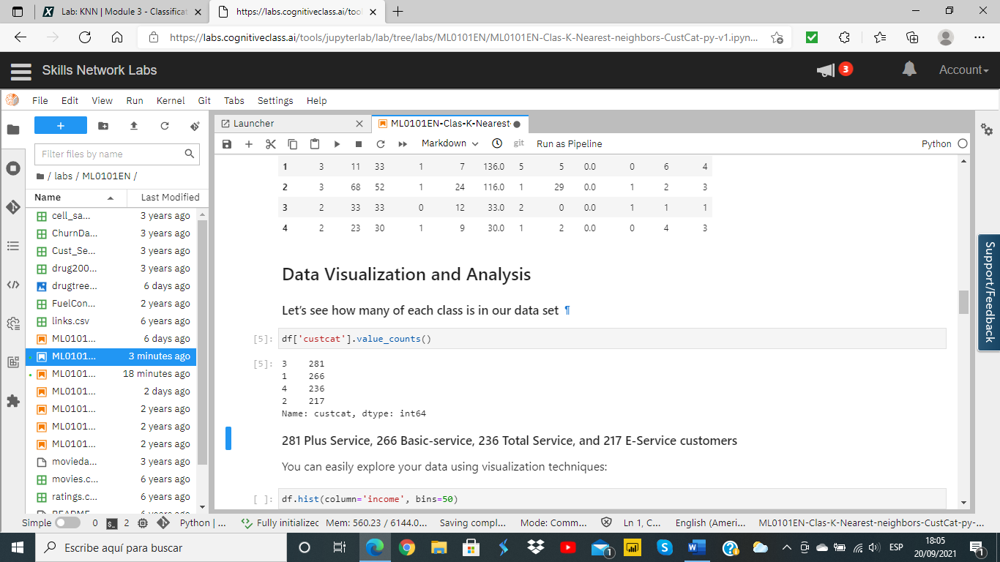 Lab: KNN | Module 3 - Classificat
https://labs.cognitiveclass.ai/too
https://labs.cognitiveclass.ai/tools/jupyterlab/lab/tree/labs/ML0101EN/ML0101EN-Clas-K-Nearest-neighbors-CustCat-py-v1.ipyn...
Skills Network Labs
3
Account
File Edit View Run Kernel Git Tabs Settings Help
Launcher
ML0101EN-Clas-K-Nearest-
Markdown
git
Run as Pipeline
Python
Filter files by name
/ labs / ML0101EN /
Name Last Modified
cell_sa... 3 years ago
ChurnDa... 3 years ago
Cust_Se... 3 years ago
drug200... 3 years ago
drugtree... 6 days ago
FuelCon... 2 years ago
links.csv 6 years ago
ML0101... 6 days ago
ML0101... 3 minutes ago
ML0101... 18 minutes ago
ML0101... 2 days ago
ML0101... 2 years ago
ML0101... 2 years ago
ML0101... 2 years ago
movieda... 3 years ago
movies.c... 6 years ago
ratings.c... 6 years ago
1 3 11 33 1 7 136.0 5 5 0.0 0 6 4
2 3 68 52 1 24 116.0 1 29 0.0 1 2 3
3 2 33 33 0 12 33.0 2 0 0.0 1 1 1
4 2 23 30 1 9 30.0 1 2 0.0 0 4 3
Data Visualization and Analysis
Let’s see how many of each class is in our data set ¶
[5]: df['custcat'].value_counts()
[5]: 3 281
1 266
4 236
2 217
Name: custcat, dtype: int64
281 Plus Service, 266 Basic-service, 236 Total Service, and 217 E-Service customers
You can easily explore your data using visualization techniques:
[ ]: df.hist(column='income', bins=50)
Support/Feedback
Simple 0 2 Python | ... Fully initialized Mem: 560.23 / 6144.0... Saving compl... Mode: Comm... Ln 1, C... English (Ameri... ML0101EN-Clas-K-Nearest-neighbors-CustCat-py-...
Escribe aquí para buscar
1
ESP
18:05
20/09/2021
1